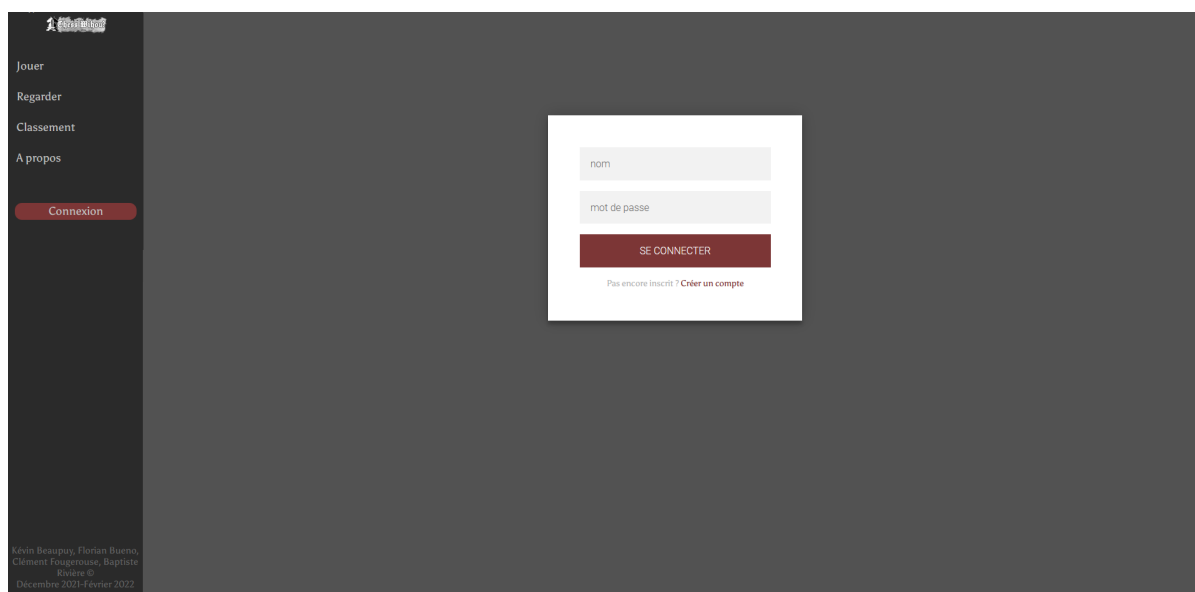 Jouer
Regarder
Classement
A propos
Connexion
nom
mot de passe
SE CONNECTER
Pas encore inscrit ? Créer un compte
Kévin Beaupuy, Florian Bueno,
Clément Fougerouse, Baptiste
Rivière ©
Décembre 2021-Février 2022